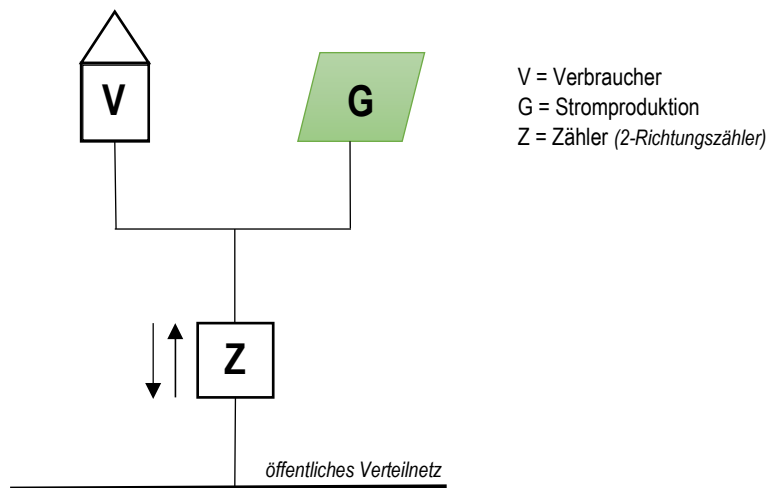 V
G
V = Verbraucher
G = Stromproduktion
Z = Zähler (2-Richtungszähler)
Z
öffentliches Verteilnetz